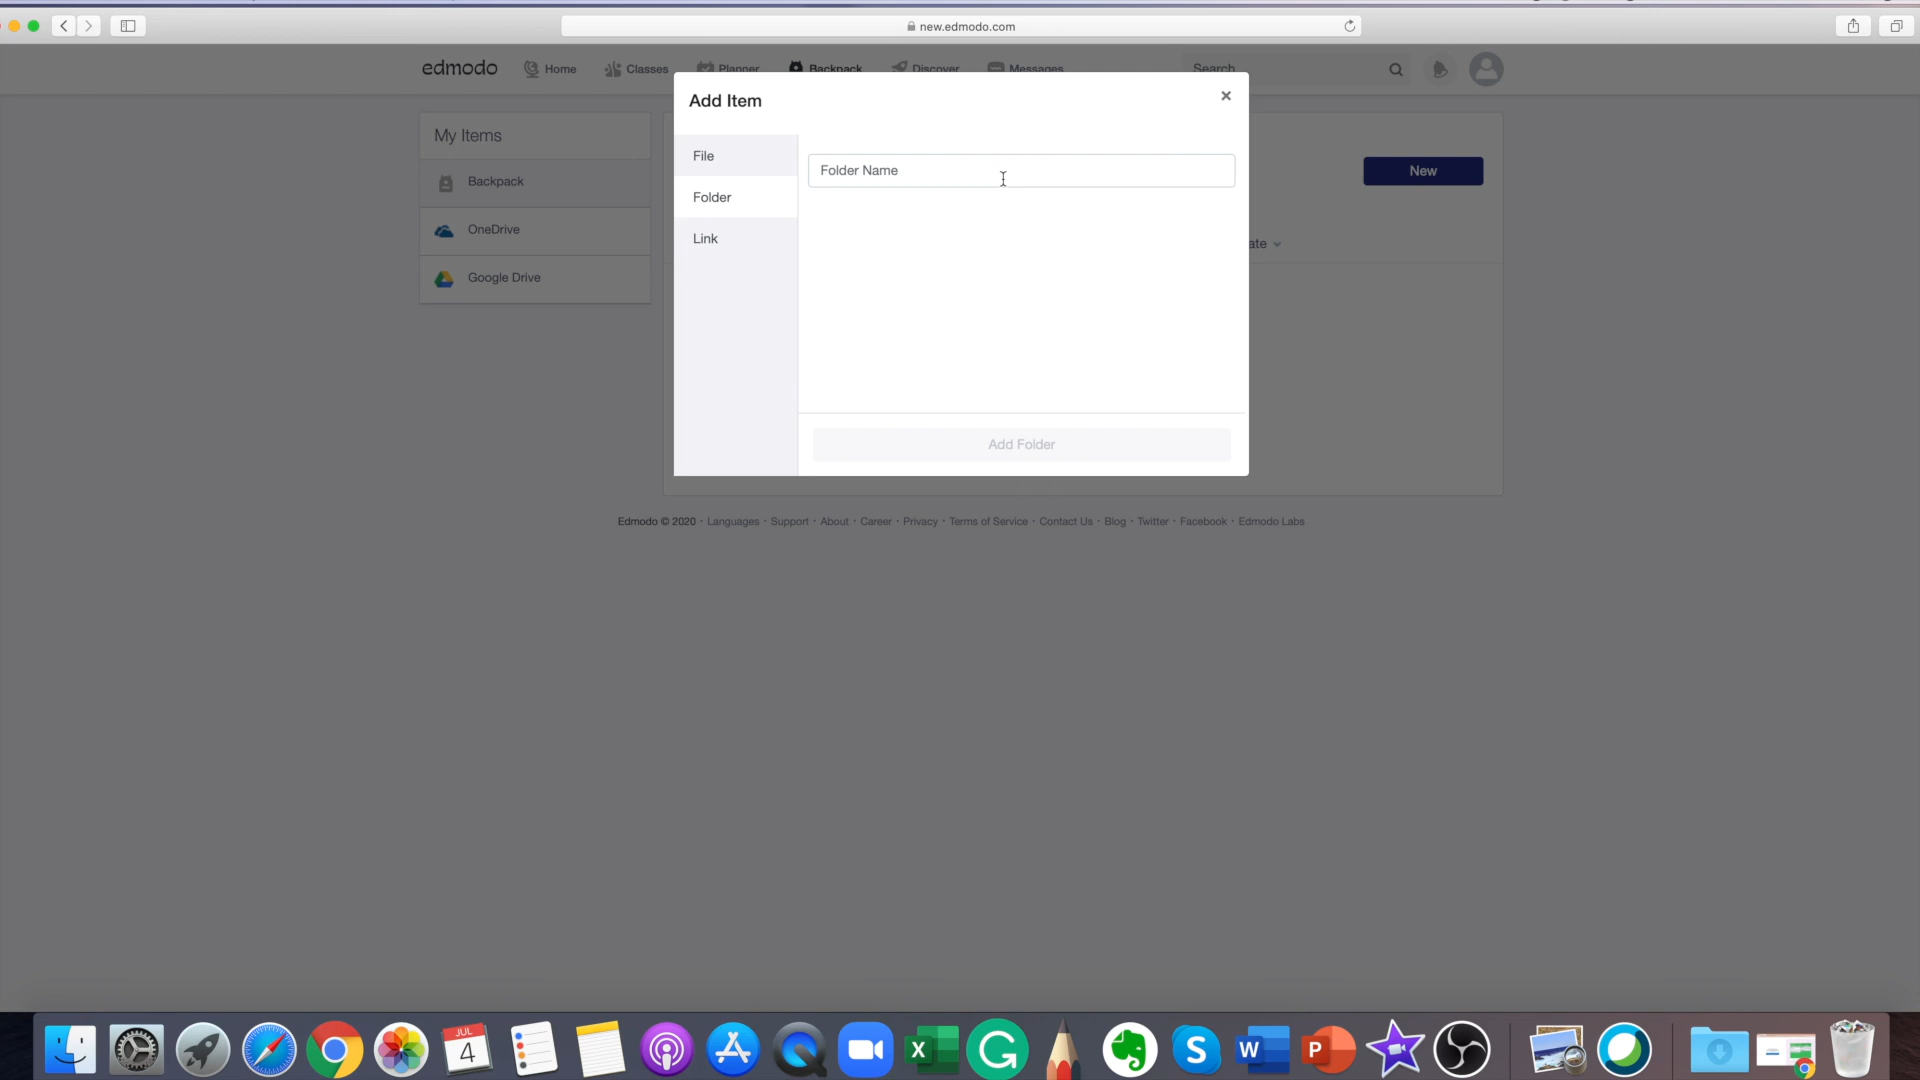 new.edmodo.com
edmodo Home Classes Planner Backpack Discover Messages Search
Add Item
My Items
File
Folder Name
New
Backpack
Folder
OneDrive
Link
ate
Google Drive
Add Folder
Edmodo © 2020 · Languages · Support · About · Career · Privacy · Terms of Service · Contact Us · Blog · Twitter · Facebook · Edmodo Labs
JUL
4
X
G
S
W
P